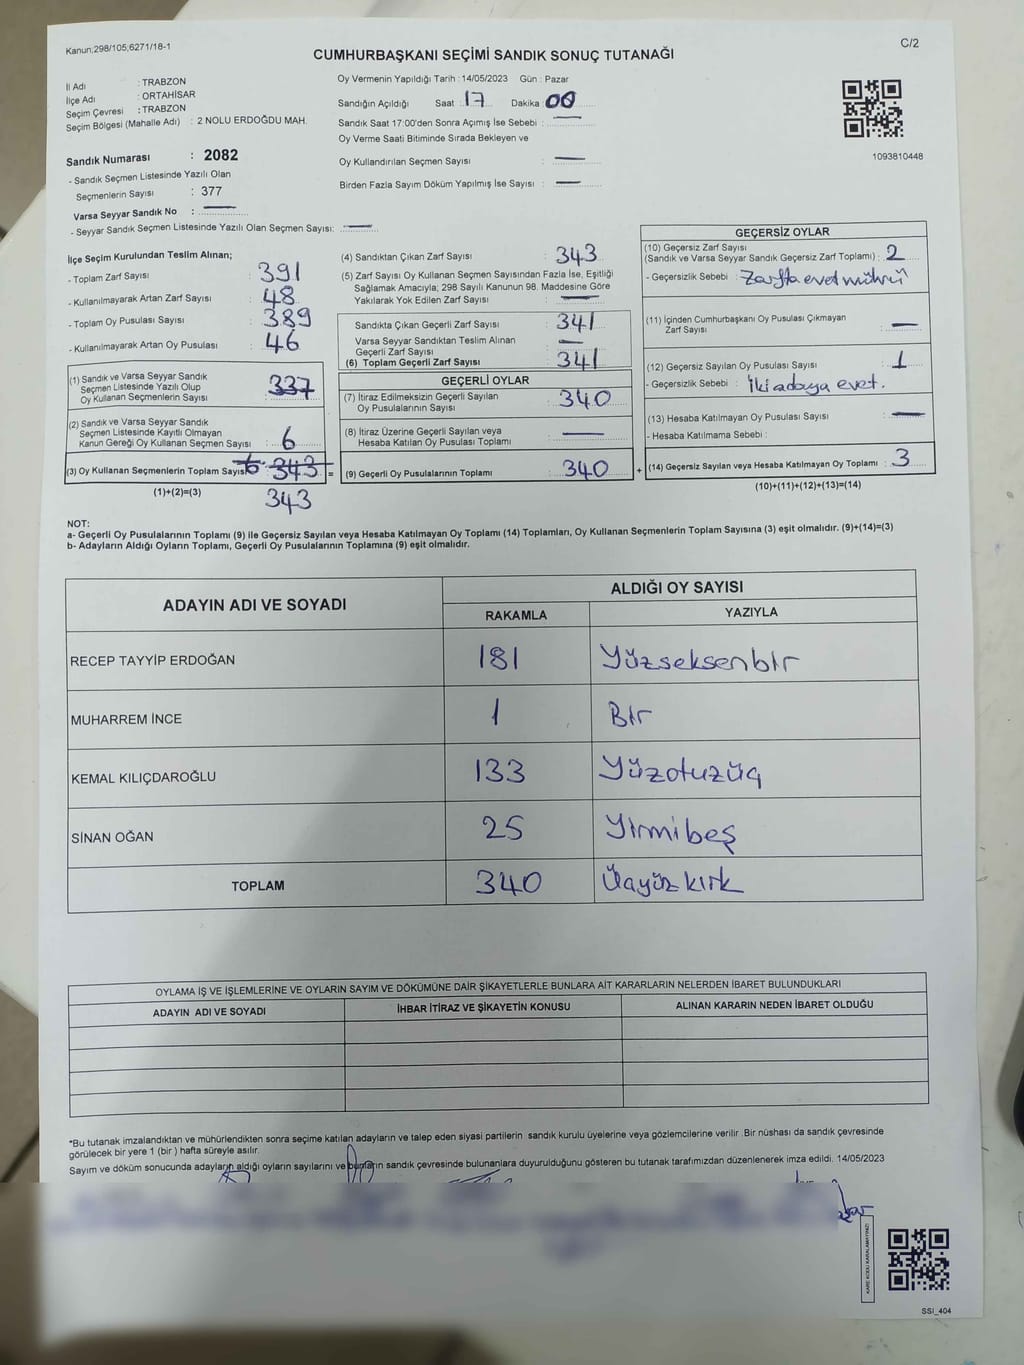 Kanun;298/105;6271/18-1
C/2
CUMHURBAŞKANI SEÇİMİ SANDIK SONUÇ TUTANAĞI
İl Adı : TRABZON
İlçe Adı : ORTAHİSAR
Seçim Çevresi : TRABZON
Seçim Bölgesi (Mahalle Adı) : 2 NOLU ERDOĞDU MAH.
Sandık Numarası : 2082
- Sandık Seçmen Listesinde Yazılı Olan
Seçmenlerin Sayısı : 377
Varsa Seyyar Sandık No : —
- Seyyar Sandık Seçmen Listesinde Yazılı Olan Seçmen Sayısı: —
Oy Vermenin Yapıldığı Tarih : 14/05/2023 Gün : Pazar
Sandığın Açıldığı Saat : 17 Dakika : 00
Sandık Saat 17:00'den Sonra Açımış İse Sebebi : —
Oy Verme Saati Bitiminde Sırada Bekleyen ve
Oy Kullandırılan Seçmen Sayısı : —
Birden Fazla Sayım Döküm Yapılmış İse Sayısı : —
1093810448
İlçe Seçim Kurulundan Teslim Alınan;
- Toplam Zarf Sayısı : 391
- Kullanılmayarak Artan Zarf Sayısı : 48
- Toplam Oy Pusulası Sayısı : 389
- Kullanılmayarak Artan Oy Pusulası : 46
(1) Sandık ve Varsa Seyyar Sandık
Seçmen Listesinde Yazılı Olup
Oy Kullanan Seçmenlerin Sayısı : 337
(2) Sandık ve Varsa Seyyar Sandık
Seçmen Listesinde Kayıtlı Olmayan
Kanun Gereği Oy Kullanan Seçmen Sayısı : 6
(3) Oy Kullanan Seçmenlerin Toplam Sayısı 6 343 =
(1)+(2)=(3) 343
(4) Sandıktan Çıkan Zarf Sayısı : 343
(5) Zarf Sayısı Oy Kullanan Seçmen Sayısından Fazla İse, Eşitliği
Sağlamak Amacıyla; 298 Sayılı Kanunun 98. Maddesine Göre
Yakılarak Yok Edilen Zarf Sayısı : —
Sandıkta Çıkan Geçerli Zarf Sayısı : 341
Varsa Seyyar Sandıktan Teslim Alınan
Geçerli Zarf Sayısı : —
(6) Toplam Geçerli Zarf Sayısı : 341
GEÇERLİ OYLAR
(7) İtiraz Edilmeksizin Geçerli Sayılan
Oy Pusulalarının Sayısı : 340
(8) İtiraz Üzerine Geçerli Sayılan veya
Hesaba Katılan Oy Pusulası Toplamı : —
(9) Geçerli Oy Pusulalarının Toplamı : 340 +
GEÇERSİZ OYLAR
(10) Geçersiz Zarf Sayısı
(Sandık ve Varsa Seyyar Sandık Geçersiz Zarf Toplamı) : 2
- Geçersizlik Sebebi : Zarfta evet mührü
(11) İçinden Cumhurbaşkanı Oy Pusulası Çıkmayan
Zarf Sayısı : —
(12) Geçersiz Sayılan Oy Pusulası Sayısı : 1
- Geçersizlik Sebebi : İki adaya evet.
(13) Hesaba Katılmayan Oy Pusulası Sayısı : —
- Hesaba Katılmama Sebebi :
(14) Geçersiz Sayılan veya Hesaba Katılmayan Oy Toplamı : 3
(10)+(11)+(12)+(13)=(14)
NOT:
a- Geçerli Oy Pusulalarının Toplamı (9) ile Geçersiz Sayılan veya Hesaba Katılmayan Oy Toplamı (14) Toplamları, Oy Kullanan Seçmenlerin Toplam Sayısına (3) eşit olmalıdır. (9)+(14)=(3)
b- Adayların Aldığı Oyların Toplamı, Geçerli Oy Pusulalarının Toplamına (9) eşit olmalıdır.
ADAYIN ADI VE SOYADI
ALDIĞI OY SAYISI
RAKAMLA YAZIYLA
RECEP TAYYİP ERDOĞAN 181 Yüzseksenbir
MUHARREM İNCE 1 Bir
KEMAL KILIÇDAROĞLU 133 Yüzotuzüç
SİNAN OĞAN 25 Yirmibeş
TOPLAM 340 Üçyüzkırk
OYLAMA İŞ VE İŞLEMLERİNE VE OYLARIN SAYIM VE DÖKÜMÜNE DAİR ŞİKAYETLERLE BUNLARA AİT KARARLARIN NELERDEN İBARET BULUNDUKLARI
ADAYIN ADI VE SOYADI İHBAR İTİRAZ VE ŞİKAYETİN KONUSU ALINAN KARARIN NEDEN İBARET OLDUĞU
*Bu tutanak imzalandıktan ve mühürlendikten sonra seçime katılan adayların ve talep eden siyasi partilerin sandık kurulu üyelerine veya gözlemcilerine verilir .Bir nüshası da sandık çevresinde
görülecek bir yere 1 (bir ) hafta süreyle asılır.
Sayım ve döküm sonucunda adayların aldığı oyların sayılarını ve bunların sandık çevresinde bulunanlara duyurulduğunu gösteren bu tutanak tarafımızdan düzenlenerek imza edildi. 14/05/2023
KARE KODU KARALAMAYINIZ!
SSI_404